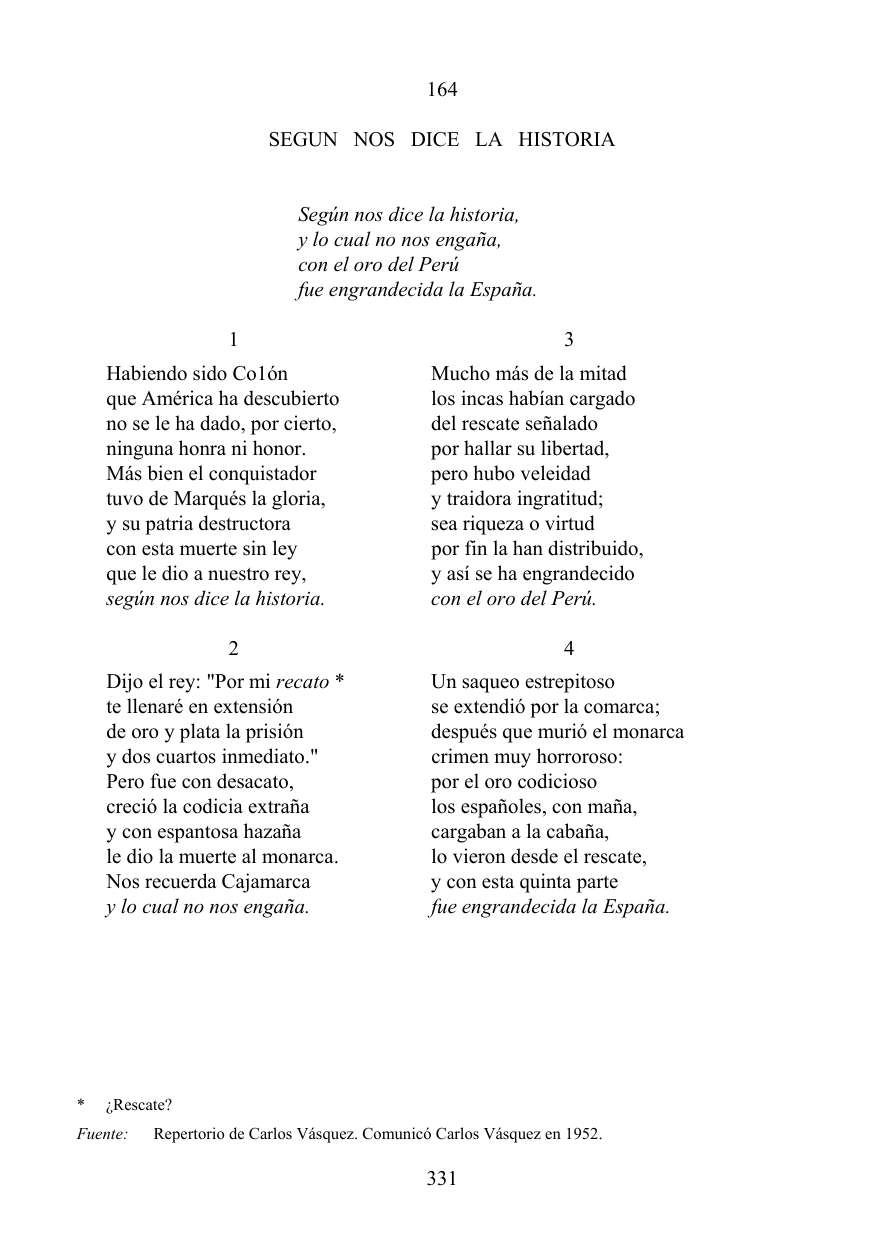 164
SEGUN NOS DICE LA HISTORIA
Según nos dice la historia,
y lo cual no nos engaña,
con el oro del Perú
fue engrandecida la España.
1
Habiendo sido Co1ón
que América ha descubierto
no se le ha dado, por cierto,
ninguna honra ni honor.
Más bien el conquistador
tuvo de Marqués la gloria,
y su patria destructora
con esta muerte sin ley
que le dio a nuestro rey,
según nos dice la historia.
2
Dijo el rey: "Por mi recato *
te llenaré en extensión
de oro y plata la prisión
y dos cuartos inmediato."
Pero fue con desacato,
creció la codicia extraña
y con espantosa hazaña
le dio la muerte al monarca.
Nos recuerda Cajamarca
y lo cual no nos engaña.
3
Mucho más de la mitad
los incas habían cargado
del rescate señalado
por hallar su libertad,
pero hubo veleidad
y traidora ingratitud;
sea riqueza o virtud
por fin la han distribuido,
y así se ha engrandecido
con el oro del Perú.
4
Un saqueo estrepitoso
se extendió por la comarca;
después que murió el monarca
crimen muy horroroso:
por el oro codicioso
los españoles, con maña,
cargaban a la cabaña,
lo vieron desde el rescate,
y con esta quinta parte
fue engrandecida la España.
* ¿Rescate?
Fuente: Repertorio de Carlos Vásquez. Comunicó Carlos Vásquez en 1952.
331